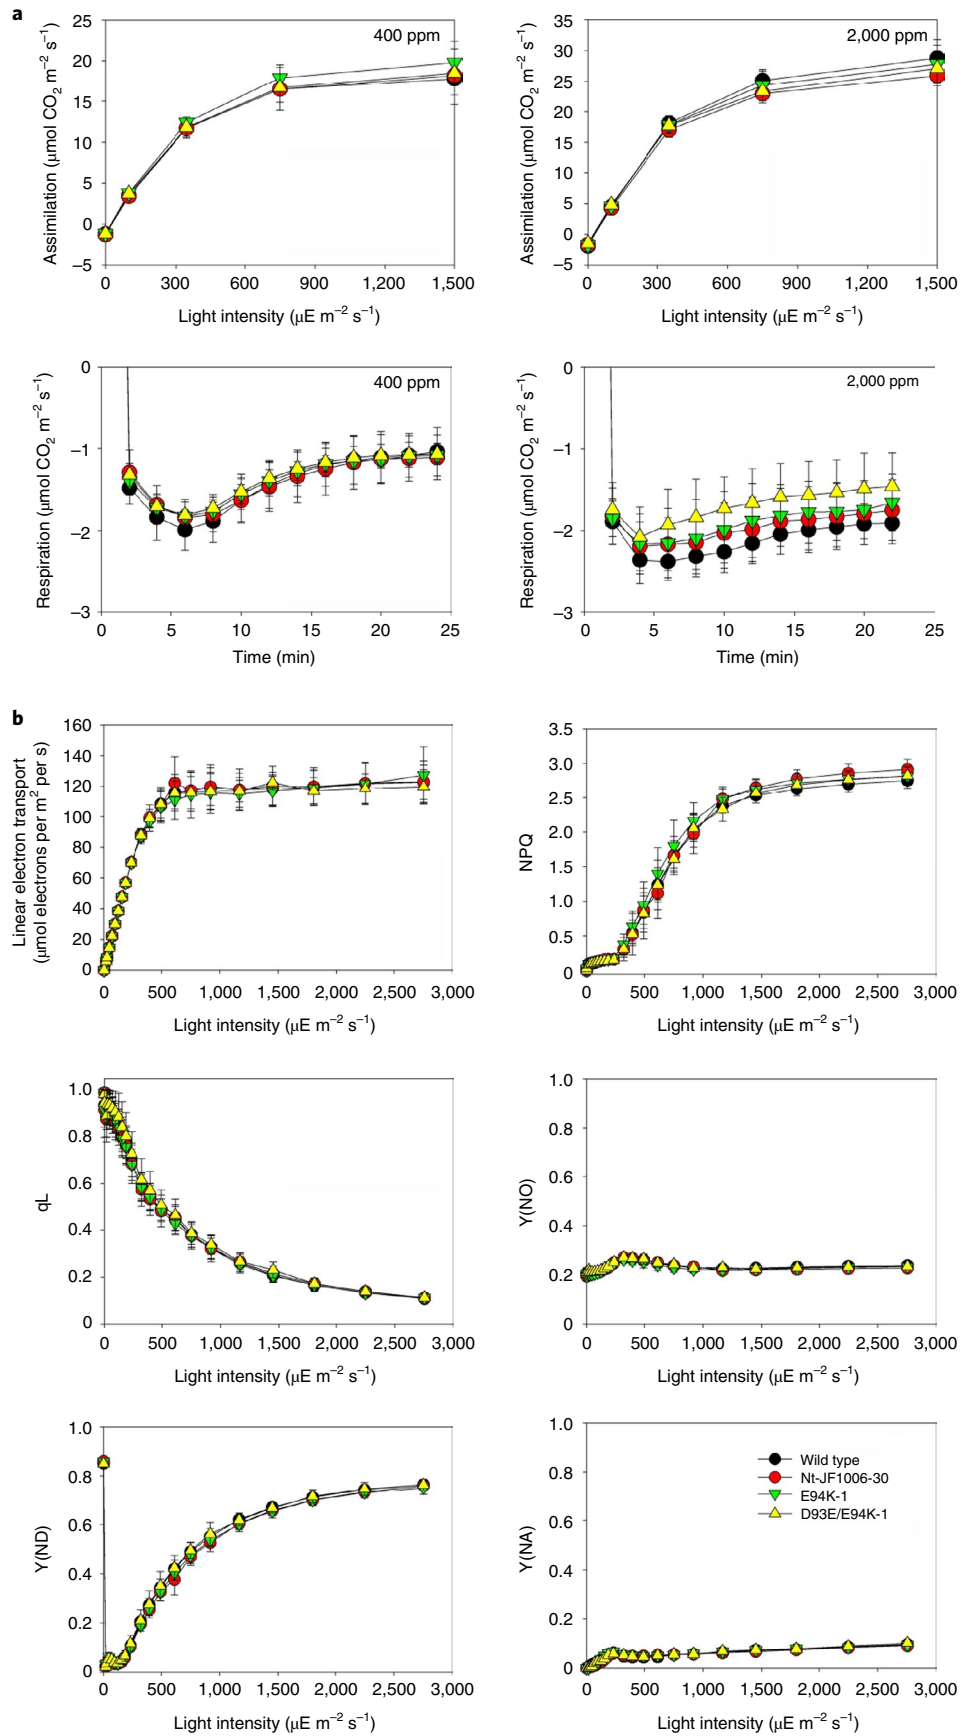 a
400 ppm
Assimilation (μmol CO₂ m⁻² s⁻¹)
25
20
15
10
5
0
–5
0 300 600 900 1,200 1,500
Light intensity (μE m⁻² s⁻¹)
2,000 ppm
Assimilation (μmol CO₂ m⁻² s⁻¹)
35
30
25
20
15
10
5
0
–5
0 300 600 900 1,200 1,500
Light intensity (μE m⁻² s⁻¹)
400 ppm
Respiration (μmol CO₂ m⁻² s⁻¹)
0
–1
–2
–3
0 5 10 15 20 25
Time (min)
2,000 ppm
Respiration (μmol CO₂ m⁻² s⁻¹)
0
–1
–2
–3
0 5 10 15 20 25
Time (min)
b
Linear electron transport
(μmol electrons per m² per s)
160
140
120
100
80
60
40
20
0
0 500 1,000 1,500 2,000 2,500 3,000
Light intensity (μE m⁻² s⁻¹)
NPQ
3.5
3.0
2.5
2.0
1.5
1.0
0.5
0
0 500 1,000 1,500 2,000 2,500 3,000
Light intensity (μE m⁻² s⁻¹)
qL
1.0
0.8
0.6
0.4
0.2
0
0 500 1,000 1,500 2,000 2,500 3,000
Light intensity (μE m⁻² s⁻¹)
Y(NO)
1.0
0.8
0.6
0.4
0.2
0
0 500 1,000 1,500 2,000 2,500 3,000
Light intensity (μE m⁻² s⁻¹)
Y(ND)
1.0
0.8
0.6
0.4
0.2
0
0 500 1,000 1,500 2,000 2,500 3,000
Light intensity (μE m⁻² s⁻¹)
Y(NA)
1.0
0.8
0.6
0.4
0.2
0
Wild type
Nt-JF1006-30
E94K-1
D93E/E94K-1
0 500 1,000 1,500 2,000 2,500 3,000
Light intensity (μE m⁻² s⁻¹)